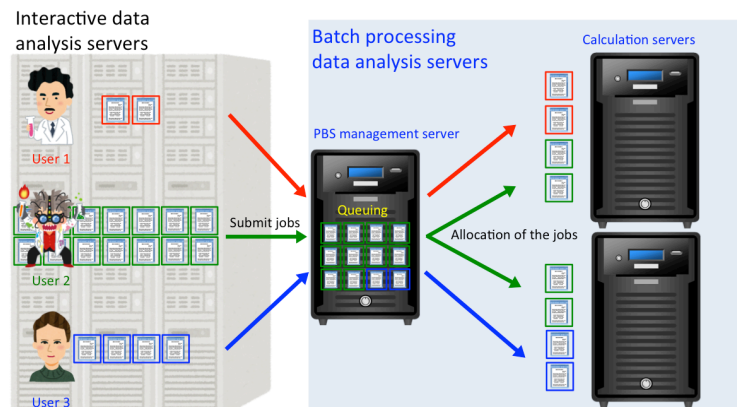 Interactive data
analysis servers
User 1
User 2
User 3
Submit jobs
Batch processing
data analysis servers
PBS management server
Queuing
Allocation of the jobs
Calculation servers